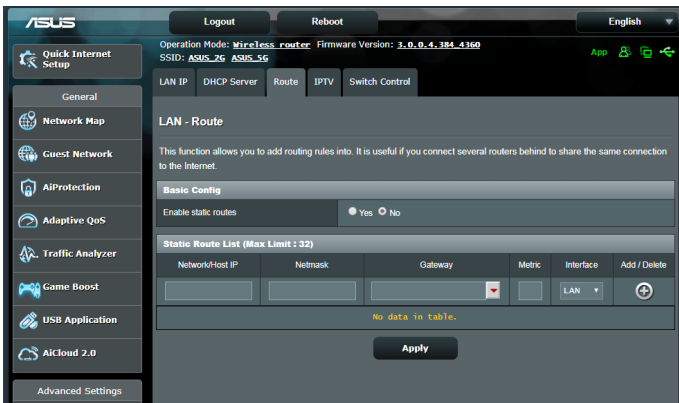 ASUS
Logout
Reboot
English
Quick Internet Setup
Operation Mode: Wireless router Firmware Version: 3.0.0.4.384_4360
SSID: ASUS_2G ASUS_5G
App
LAN IP DHCP Server Route IPTV Switch Control
General
Network Map
Guest Network
AiProtection
Adaptive QoS
Traffic Analyzer
Game Boost
USB Application
AiCloud 2.0
Advanced Settings
LAN - Route
This function allows you to add routing rules into. It is useful if you connect several routers behind to share the same connection
to the Internet.
Basic Config
Enable static routes Yes No
Static Route List (Max Limit : 32)
Network/Host IP Netmask Gateway Metric Interface Add / Delete
LAN
No data in table.
Apply